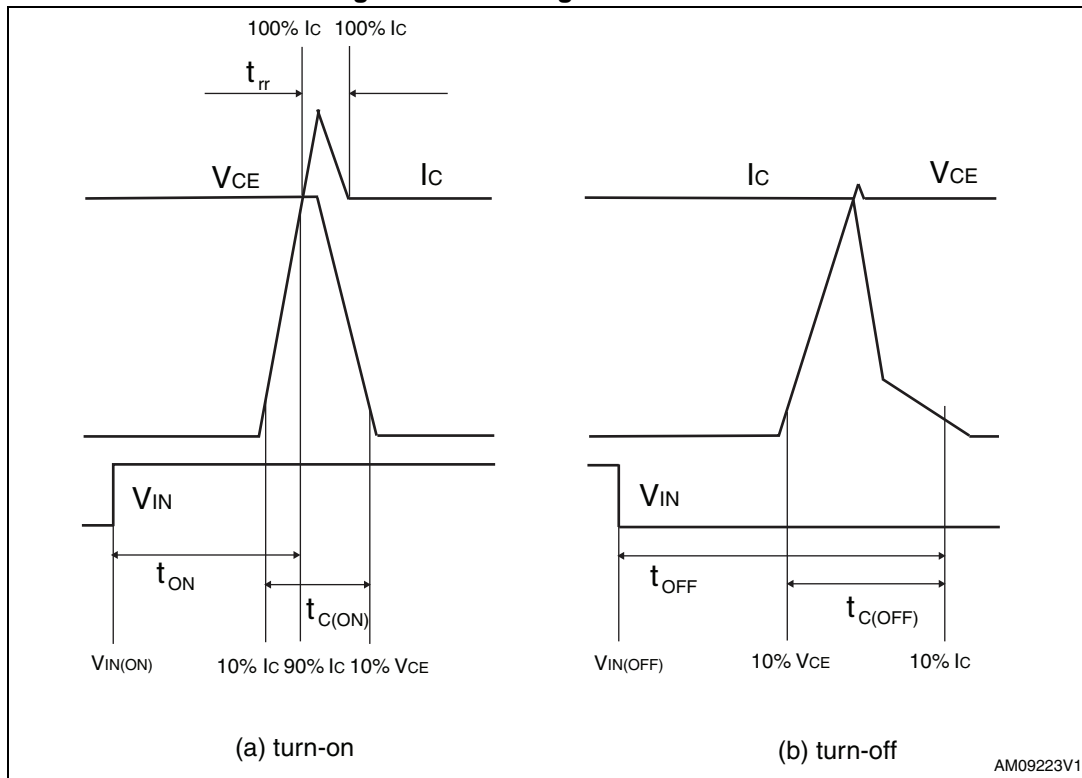 100% IC 100% IC
trr
VCE IC
IC VCE
VIN
VIN
tON
tC(ON)
tOFF
tC(OFF)
VIN(ON) 10% IC 90% IC 10% VCE
VIN(OFF) 10% VCE 10% IC
(a) turn-on
(b) turn-off
AM09223V1